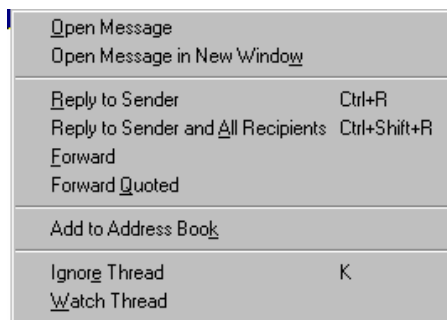 Open Message
Open Message in New Window
Reply to Sender Ctrl+R
Reply to Sender and All Recipients Ctrl+Shift+R
Forward
Forward Quoted
Add to Address Book
Ignore Thread K
Watch Thread